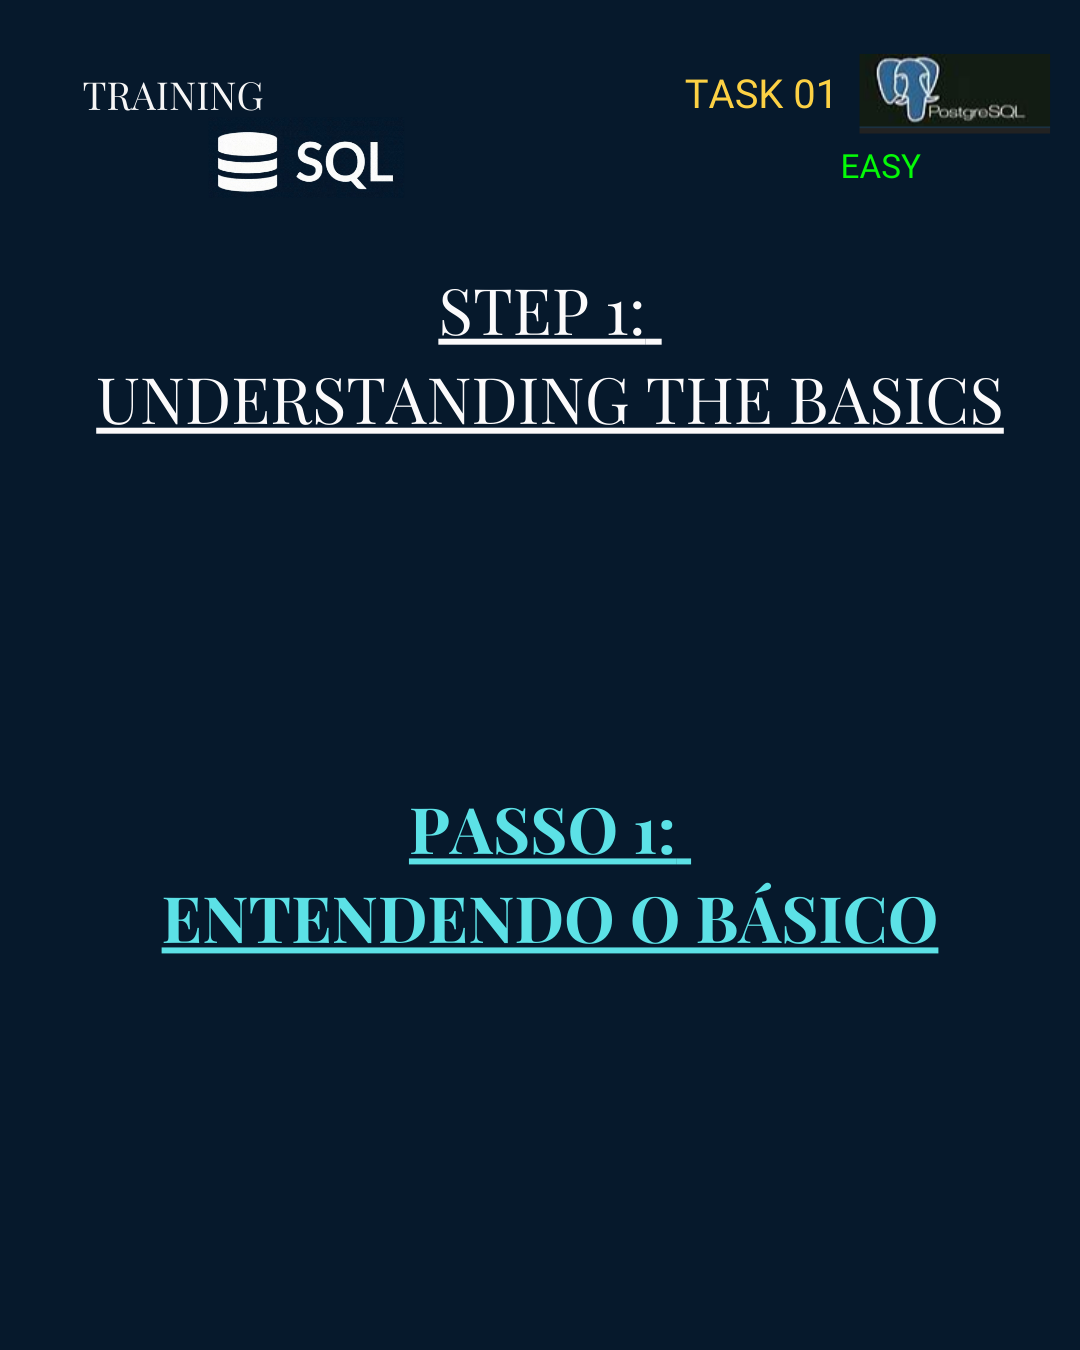 TRAINING
SQL
TASK 01
PostgreSQL
EASY
STEP 1:
UNDERSTANDING THE BASICS
PASSO 1:
ENTENDENDO O BÁSICO